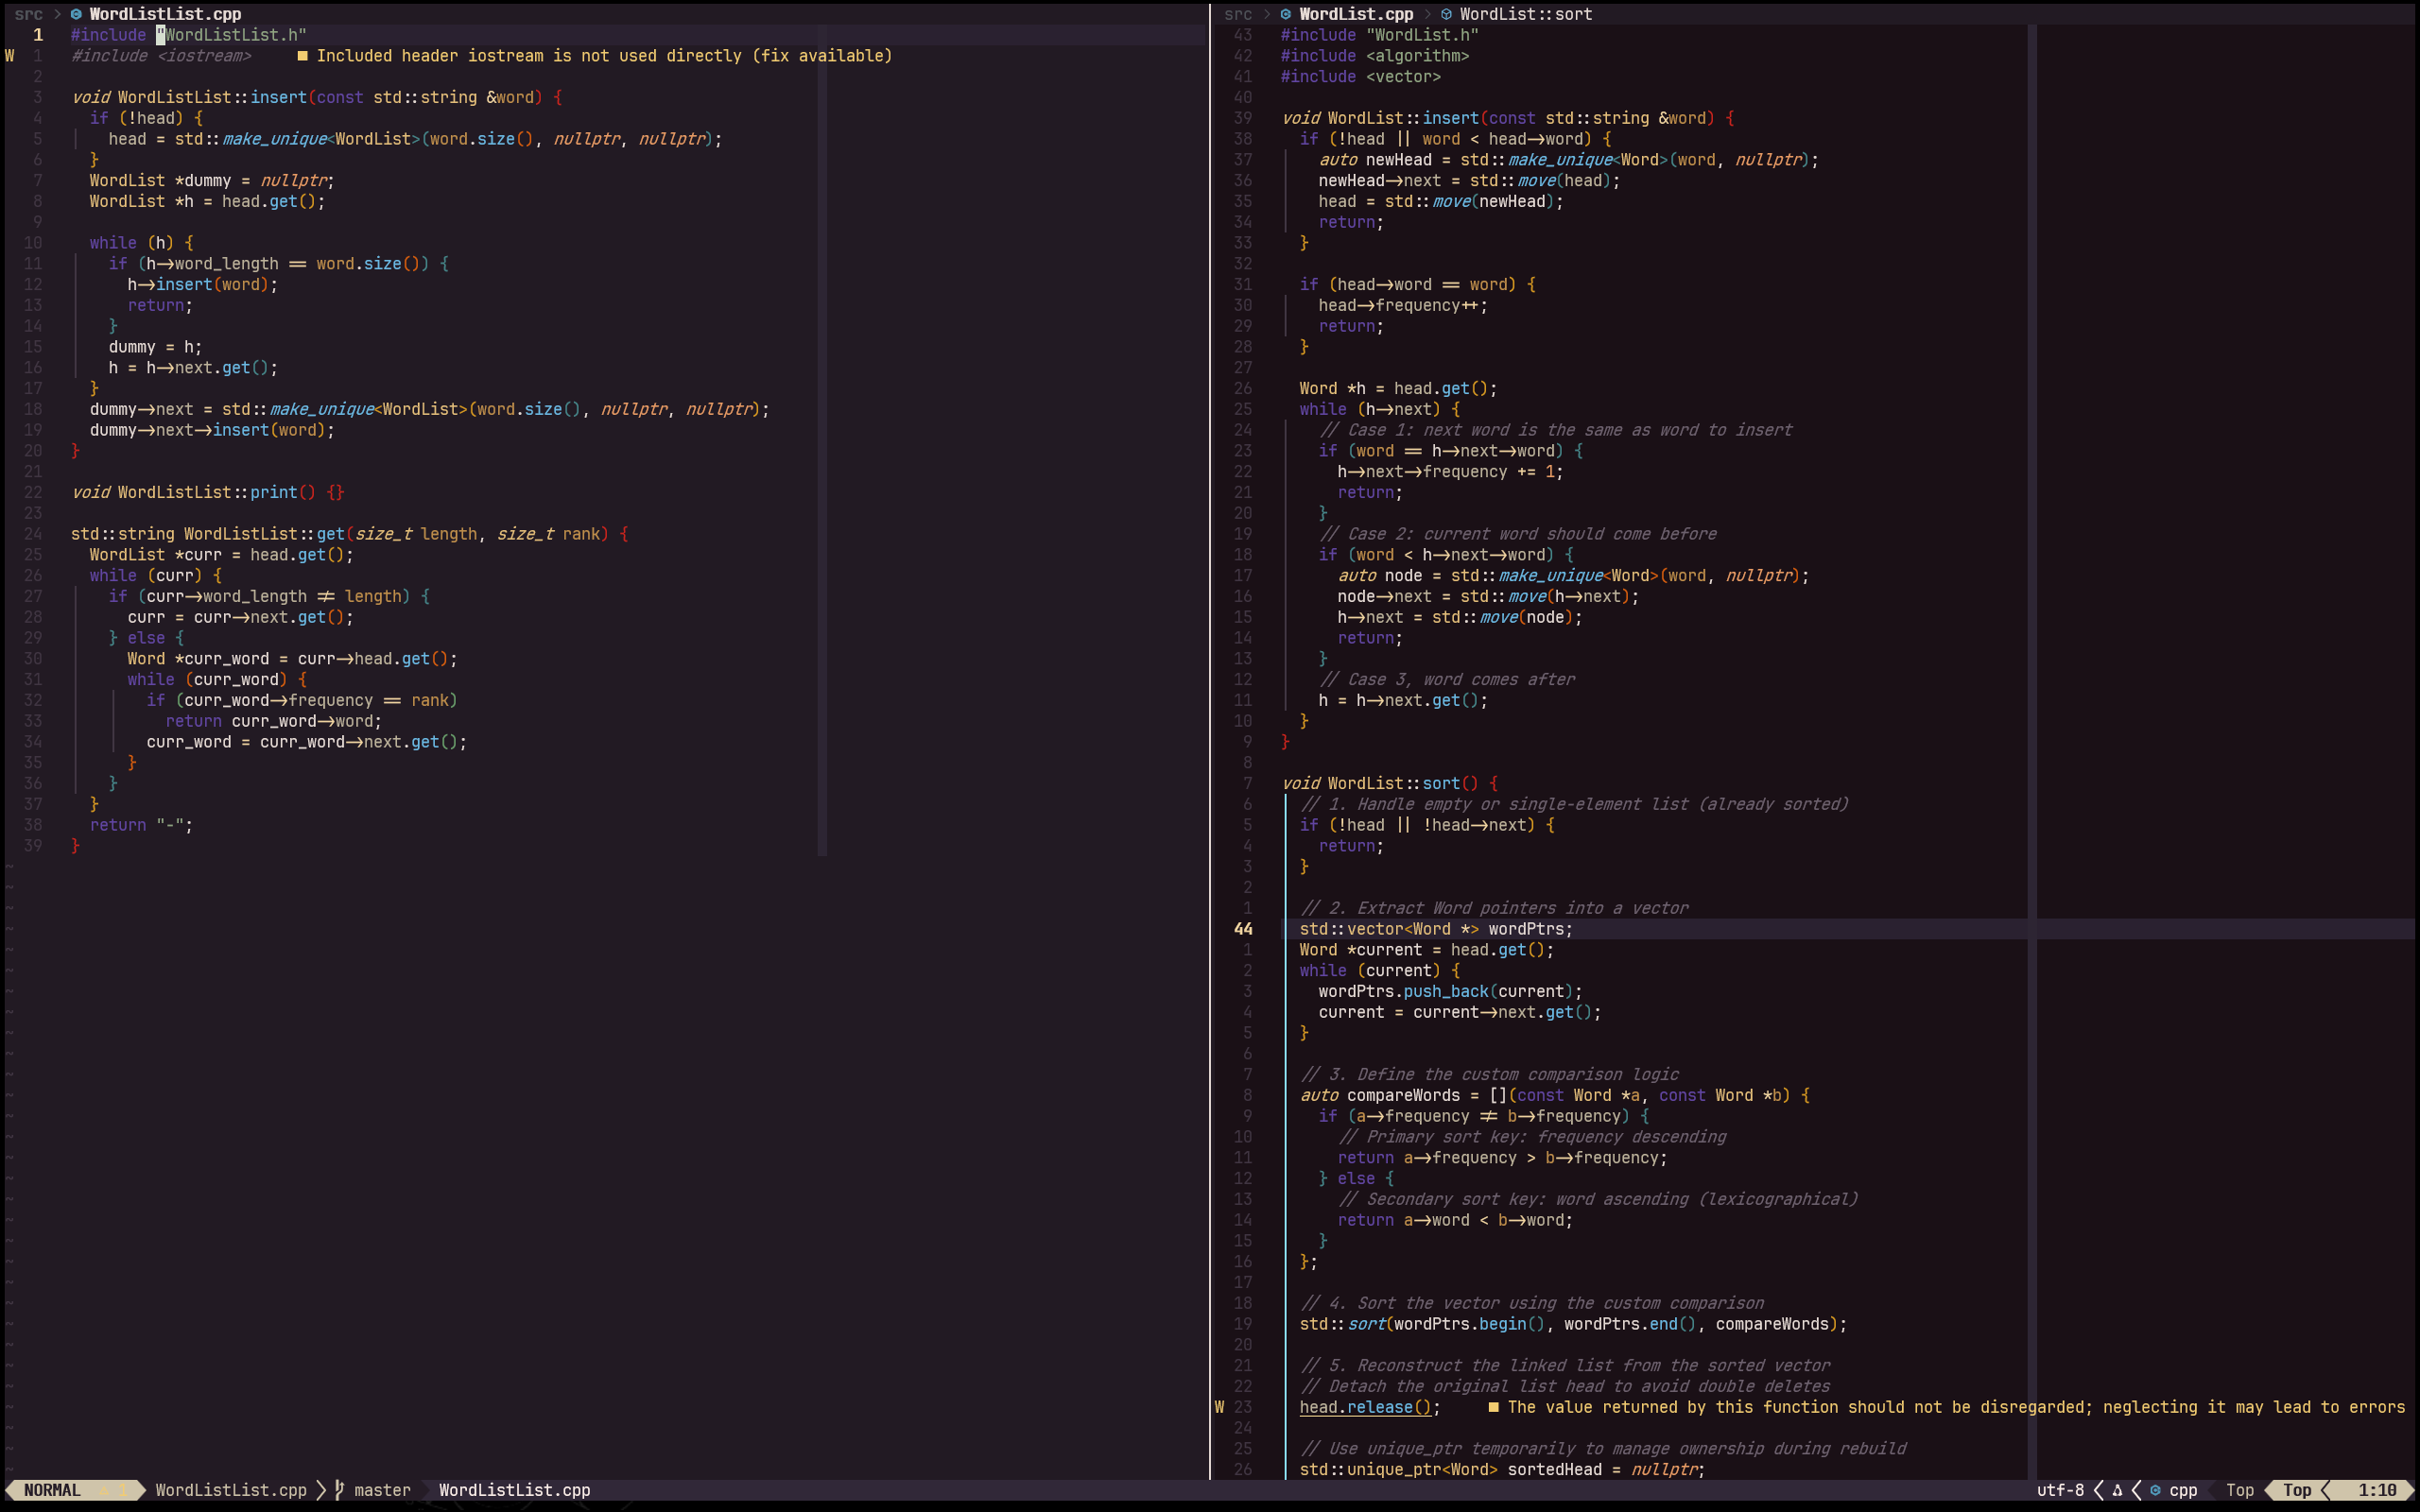 src > WordListList.cpp
1 #include "WordListList.h"
W 1 #include <iostream> ■ Included header iostream is not used directly (fix available)
2
3 void WordListList::insert(const std::string &word) {
4 if (!head) {
5 head = std::make_unique<WordList>(word.size(), nullptr, nullptr);
6 }
7 WordList *dummy = nullptr;
8 WordList *h = head.get();
9
10 while (h) {
11 if (h->word_length == word.size()) {
12 h->insert(word);
13 return;
14 }
15 dummy = h;
16 h = h->next.get();
17 }
18 dummy->next = std::make_unique<WordList>(word.size(), nullptr, nullptr);
19 dummy->next->insert(word);
20 }
21
22 void WordListList::print() {}
23
24 std::string WordListList::get(size_t length, size_t rank) {
25 WordList *curr = head.get();
26 while (curr) {
27 if (curr->word_length != length) {
28 curr = curr->next.get();
29 } else {
30 Word *curr_word = curr->head.get();
31 while (curr_word) {
32 if (curr_word->frequency == rank)
33 return curr_word->word;
34 curr_word = curr_word->next.get();
35 }
36 }
37 }
38 return "-";
39 }
src > WordList.cpp > WordList::sort
43 #include "WordList.h"
42 #include <algorithm>
41 #include <vector>
40
39 void WordList::insert(const std::string &word) {
38 if (!head || word < head->word) {
37 auto newHead = std::make_unique<Word>(word, nullptr);
36 newHead->next = std::move(head);
35 head = std::move(newHead);
34 return;
33 }
32
31 if (head->word == word) {
30 head->frequency++;
29 return;
28 }
27
26 Word *h = head.get();
25 while (h->next) {
24 // Case 1: next word is the same as word to insert
23 if (word == h->next->word) {
22 h->next->frequency += 1;
21 return;
20 }
19 // Case 2: current word should come before
18 if (word < h->next->word) {
17 auto node = std::make_unique<Word>(word, nullptr);
16 node->next = std::move(h->next);
15 h->next = std::move(node);
14 return;
13 }
12 // Case 3, word comes after
11 h = h->next.get();
10 }
9 }
8
7 void WordList::sort() {
6 // 1. Handle empty or single-element list (already sorted)
5 if (!head || !head->next) {
4 return;
3 }
2
1 // 2. Extract Word pointers into a vector
44 std::vector<Word *> wordPtrs;
1 Word *current = head.get();
2 while (current) {
3 wordPtrs.push_back(current);
4 current = current->next.get();
5 }
6
7 // 3. Define the custom comparison logic
8 auto compareWords = [](const Word *a, const Word *b) {
9 if (a->frequency != b->frequency) {
10 // Primary sort key: frequency descending
11 return a->frequency > b->frequency;
12 } else {
13 // Secondary sort key: word ascending (lexicographical)
14 return a->word < b->word;
15 }
16 };
17
18 // 4. Sort the vector using the custom comparison
19 std::sort(wordPtrs.begin(), wordPtrs.end(), compareWords);
20
21 // 5. Reconstruct the linked list from the sorted vector
22 // Detach the original list head to avoid double deletes
W 23 head.release(); ■ The value returned by this function should not be disregarded; neglecting it may lead to errors
24
25 // Use unique_ptr temporarily to manage ownership during rebuild
26 std::unique_ptr<Word> sortedHead = nullptr;
NORMAL WordListList.cpp master WordListList.cpp utf-8 cpp Top Top 1:10